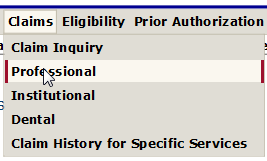 Claims Eligibility Prior Authorization
Claim Inquiry
Professional
Institutional
Dental
Claim History for Specific Services